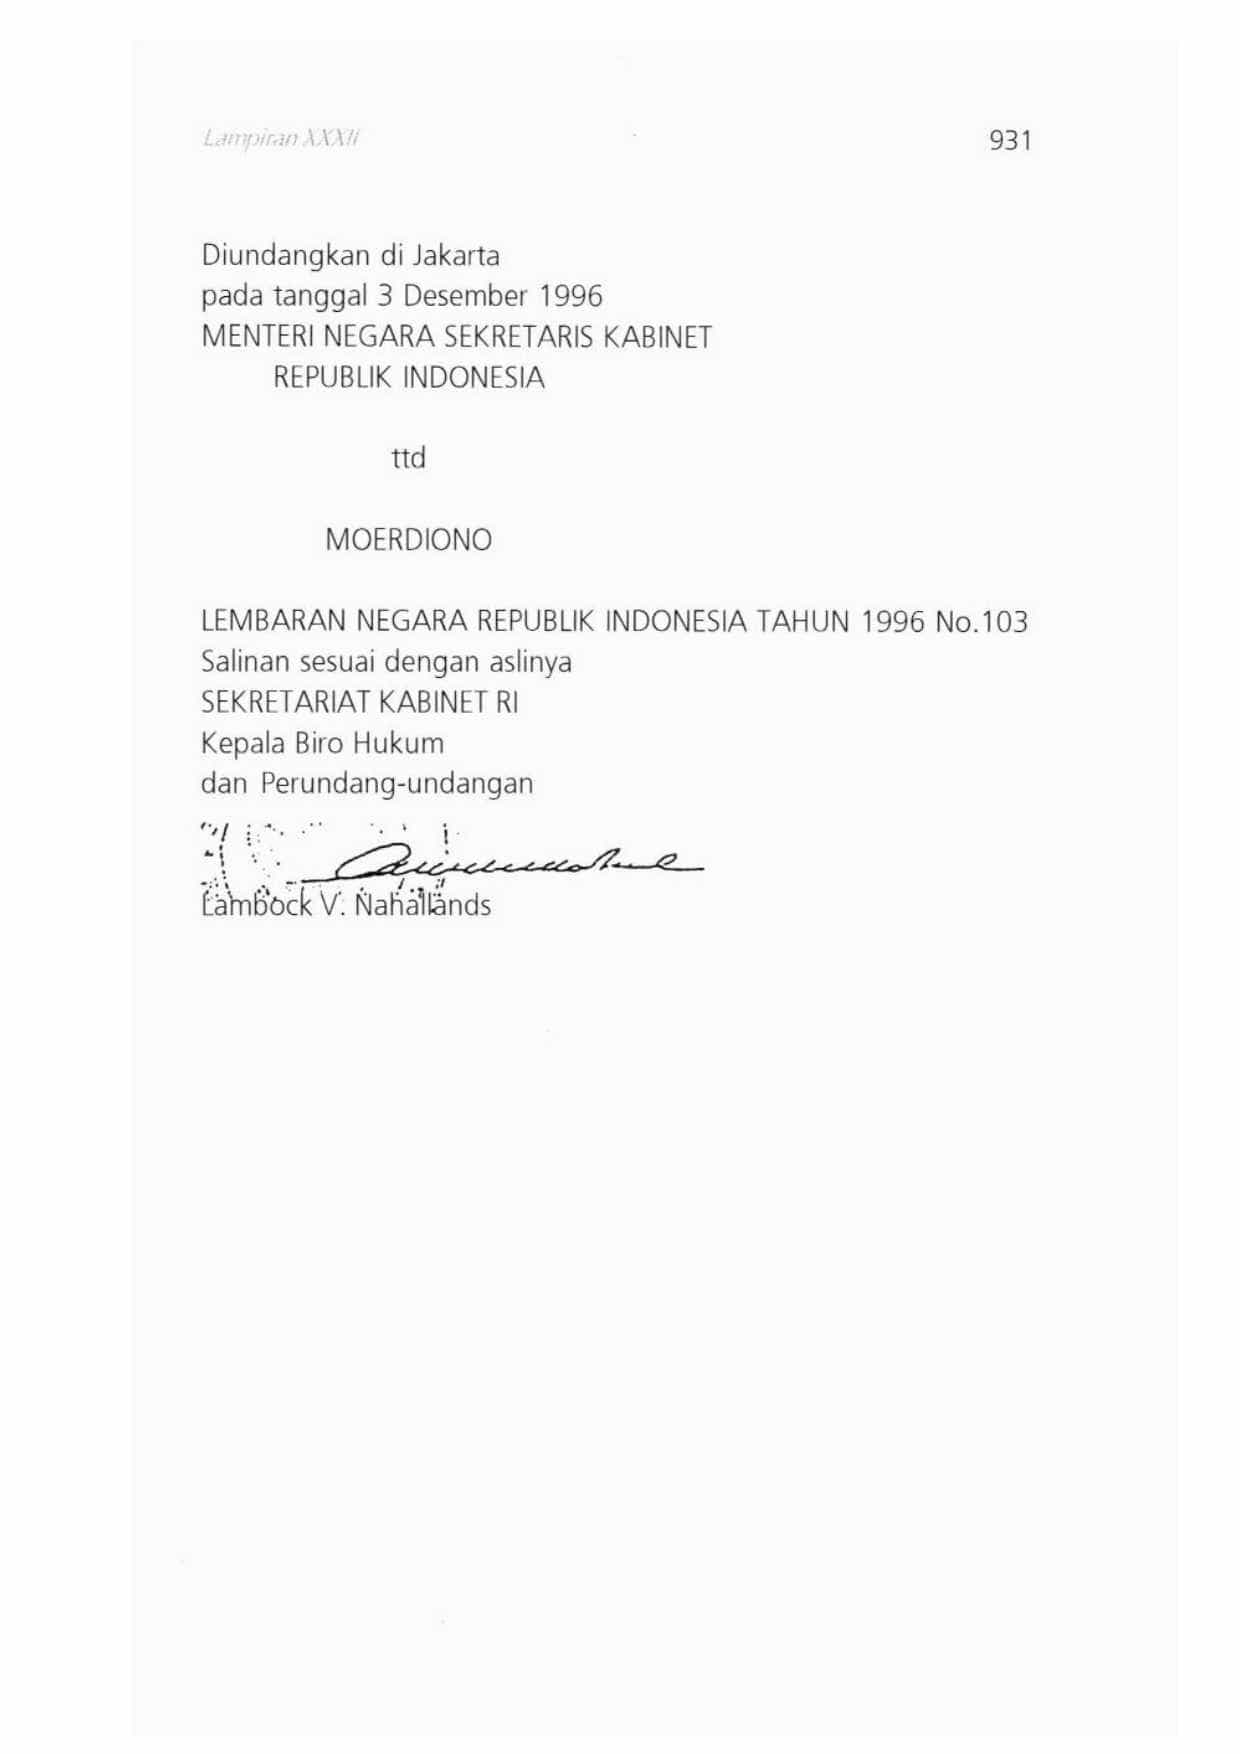 Lampiran XXXII 931
Diundangkan di Jakarta
pada tanggal 3 Desember 1996
MENTERI NEGARA SEKRETARIS KABINET
REPUBLIK INDONESIA
ttd
MOERDIONO
LEMBARAN NEGARA REPUBLIK INDONESIA TAHUN 1996 No.103
Salinan sesuai dengan aslinya
SEKRETARIAT KABINET RI
Kepala Biro Hukum
dan Perundang-undangan
Lambock V. Nahallands